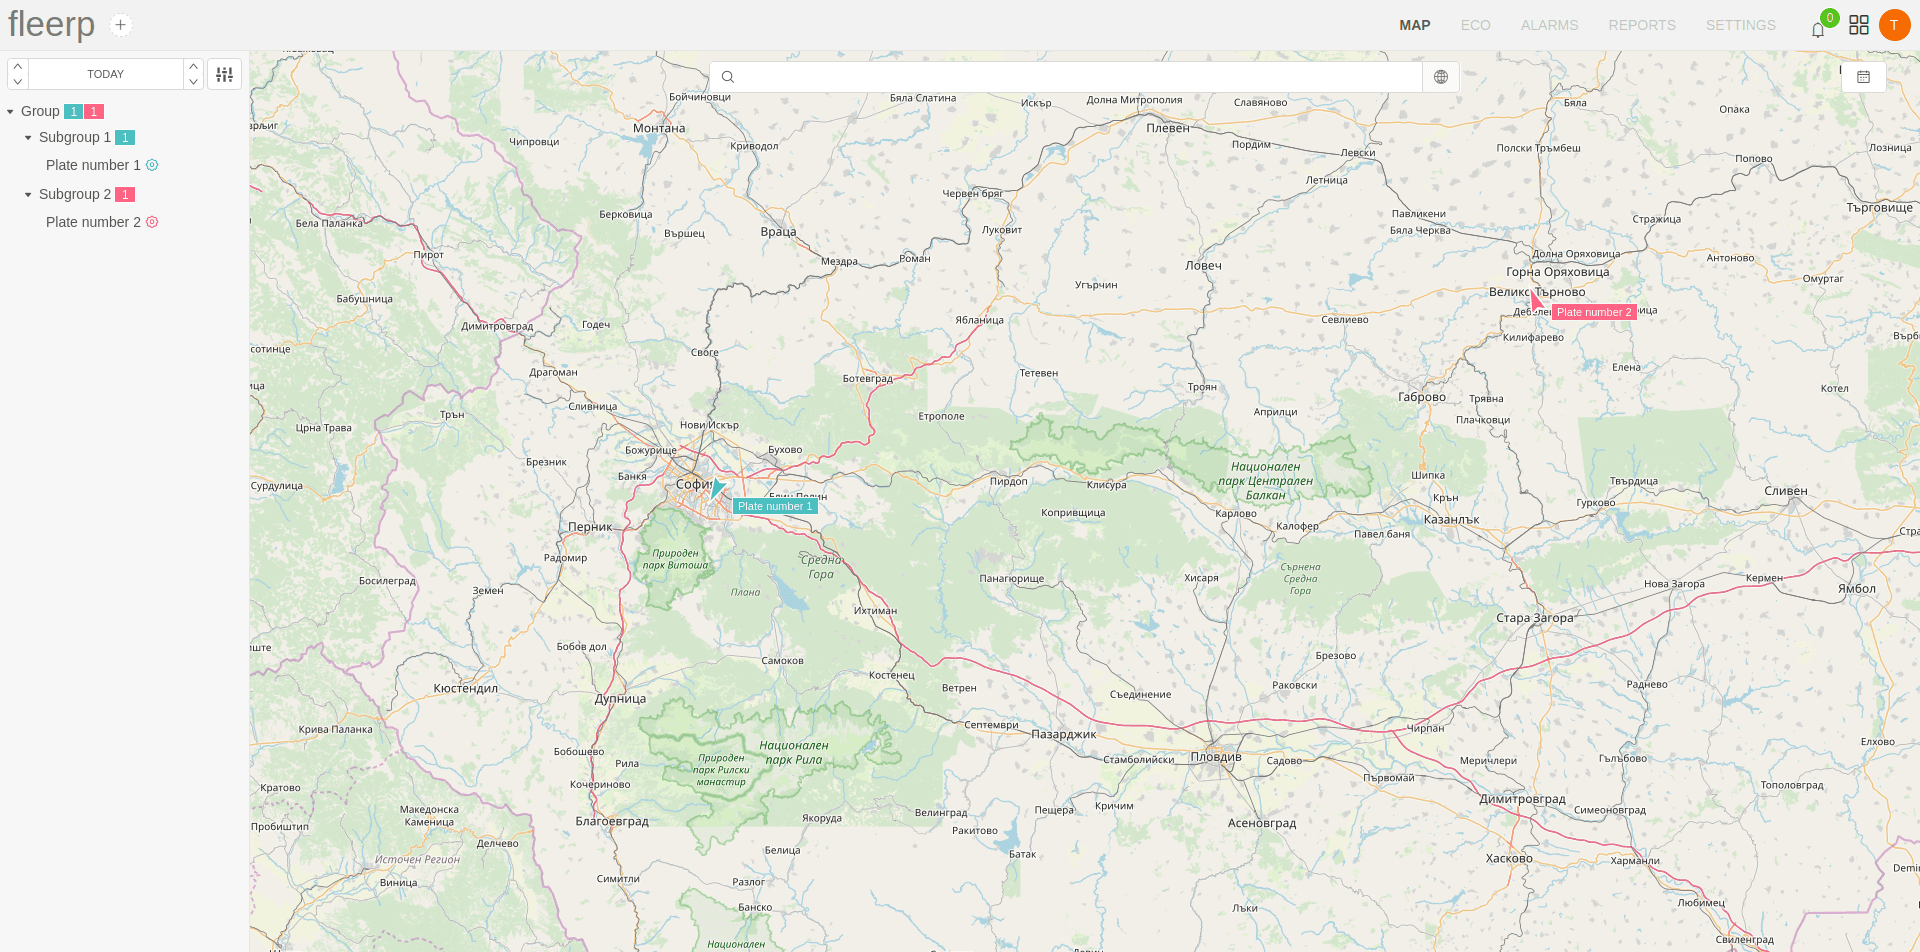 fleerp
+
MAP
ECO
ALARMS
REPORTS
SETTINGS
0
T
TODAY
Group 1 1
Subgroup 1 1
Plate number 1
Subgroup 2 1
Plate number 2
Бойчиновци
Бяла Слатина
Искър
Долна Митрополия
Славяново
Бяла
Опака
Монтана
Плевен
Чипровци
Криводол
Пордим
Левски
Полски Тръмбеш
Попово
Лозница
Летница
Червен бряг
Берковица
Бела Паланка
Вършец
Враца
Луковит
Павликени
Бяла Черква
Стражица
Търговище
Пирот
Мездра
Роман
Ловеч
Долна Оряховица
Горна Оряховица
Антоново
Омуртаг
Бабушница
Угърчин
Велико Търново
Plate number 2
Димитровград
Годеч
Ябланица
Севлиево
Килифарево
Своге
Драгоман
Ботевград
Тетевен
Троян
Елена
Котел
Габрово
Трявна
Плачковци
Сливница
Трън
Етрополе
Априлци
Црна Трава
Нови Искър
Божурище
Бухово
Брезник
Банкя
София
Plate number 1
Пирдоп
Клисура
Национален
парк Централен
Балкан
Шипка
Крън
Твърдица
Гурково
Сливен
Сурдулица
Перник
Копривщица
Карлово
Калофер
Казанлък
Павел баня
Радомир
Природен
парк Витоша
Средна
Гора
Босилеград
Земен
Плана
Панагюрище
Хисаря
Сърнена
Средна
Гора
Нова Загора
Кермен
Ямбол
Ихтиман
Стара Загора
Бобов дол
Самоков
Костенец
Ветрен
Брезово
Кюстендил
Дупница
Съединение
Раковски
Раднево
Крива Паланка
Септември
Пазарджик
Чирпан
Елхово
Бобошево
Рила
Национален
парк Рила
Природен
парк Рилски
манастир
Стамболийски
Пловдив
Садово
Меричлери
Гълъбово
Кратово
Кочериново
Първомай
Тополовград
Македонска
Каменица
Благоевград
Якоруда
Велинград
Пещера
Кричим
Димитровград
Симеоновград
Пробиштип
Делчево
Ракитово
Асеновград
Источен Регион
Белица
Батак
Хасково
Харманли
Виница
Симитли
Разлог
Банско
Лъки
Любимец
Свиленград
Национален